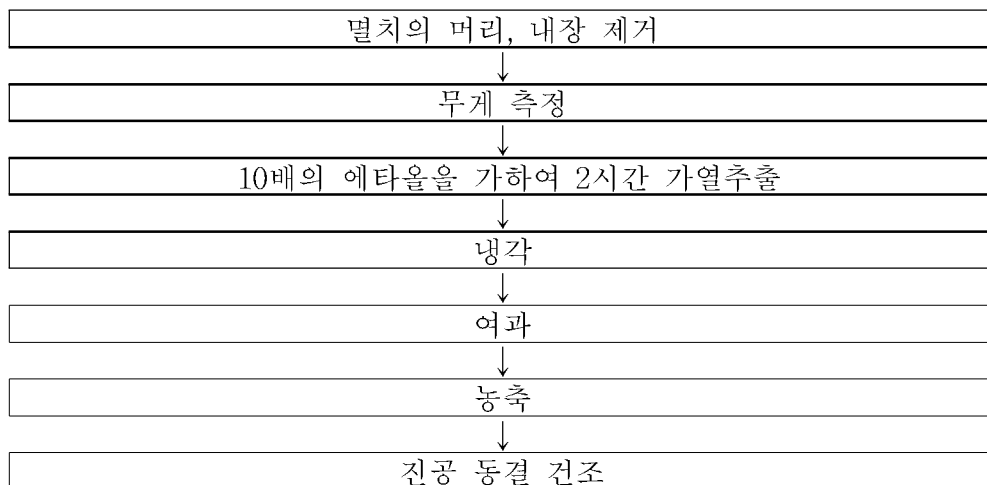 멸치의 머리, 내장 제거
무게 측정
10배의 에타올을 가하여 2시간 가열추출
냉각
여과
농축
진공 동결 건조